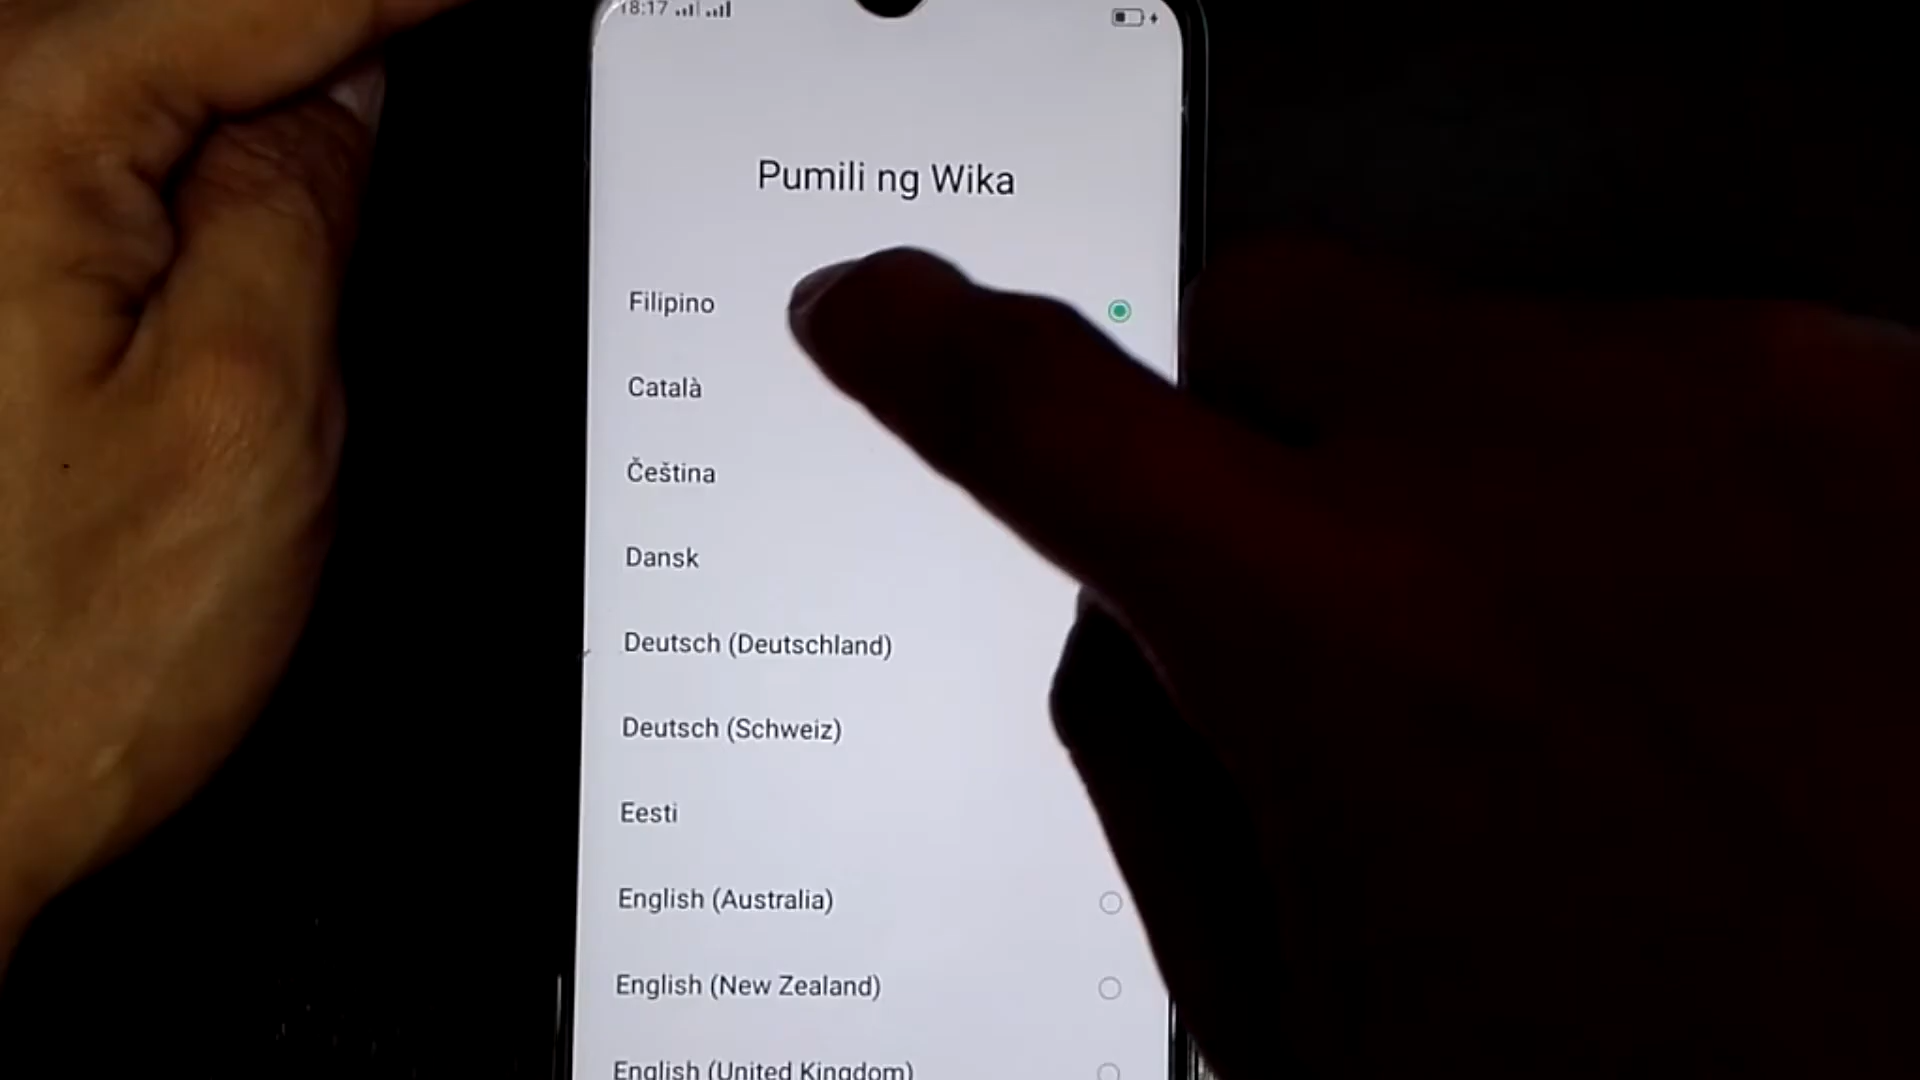 18:17
Pumili ng Wika
Filipino
Català
Čeština
Dansk
Deutsch (Deutschland)
Deutsch (Schweiz)
Eesti
English (Australia)
English (New Zealand)
English (United Kingdom)